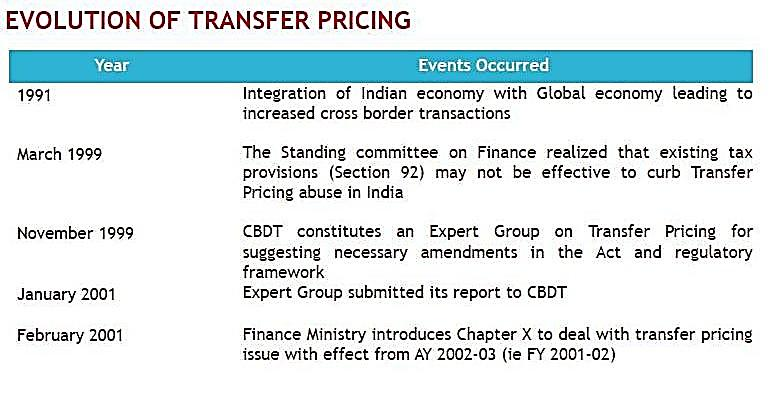 EVOLUTION OF TRANSFER PRICING
Year Events Occurred
1991 Integration of Indian economy with Global economy leading to
increased cross border transactions
March 1999 The Standing committee on Finance realized that existing tax
provisions (Section 92) may not be effective to curb Transfer
Pricing abuse in India
November 1999 CBDT constitutes an Expert Group on Transfer Pricing for
suggesting necessary amendments in the Act and regulatory
framework
January 2001 Expert Group submitted its report to CBDT
February 2001 Finance Ministry introduces Chapter X to deal with transfer pricing
issue with effect from AY 2002-03 (ie FY 2001-02)